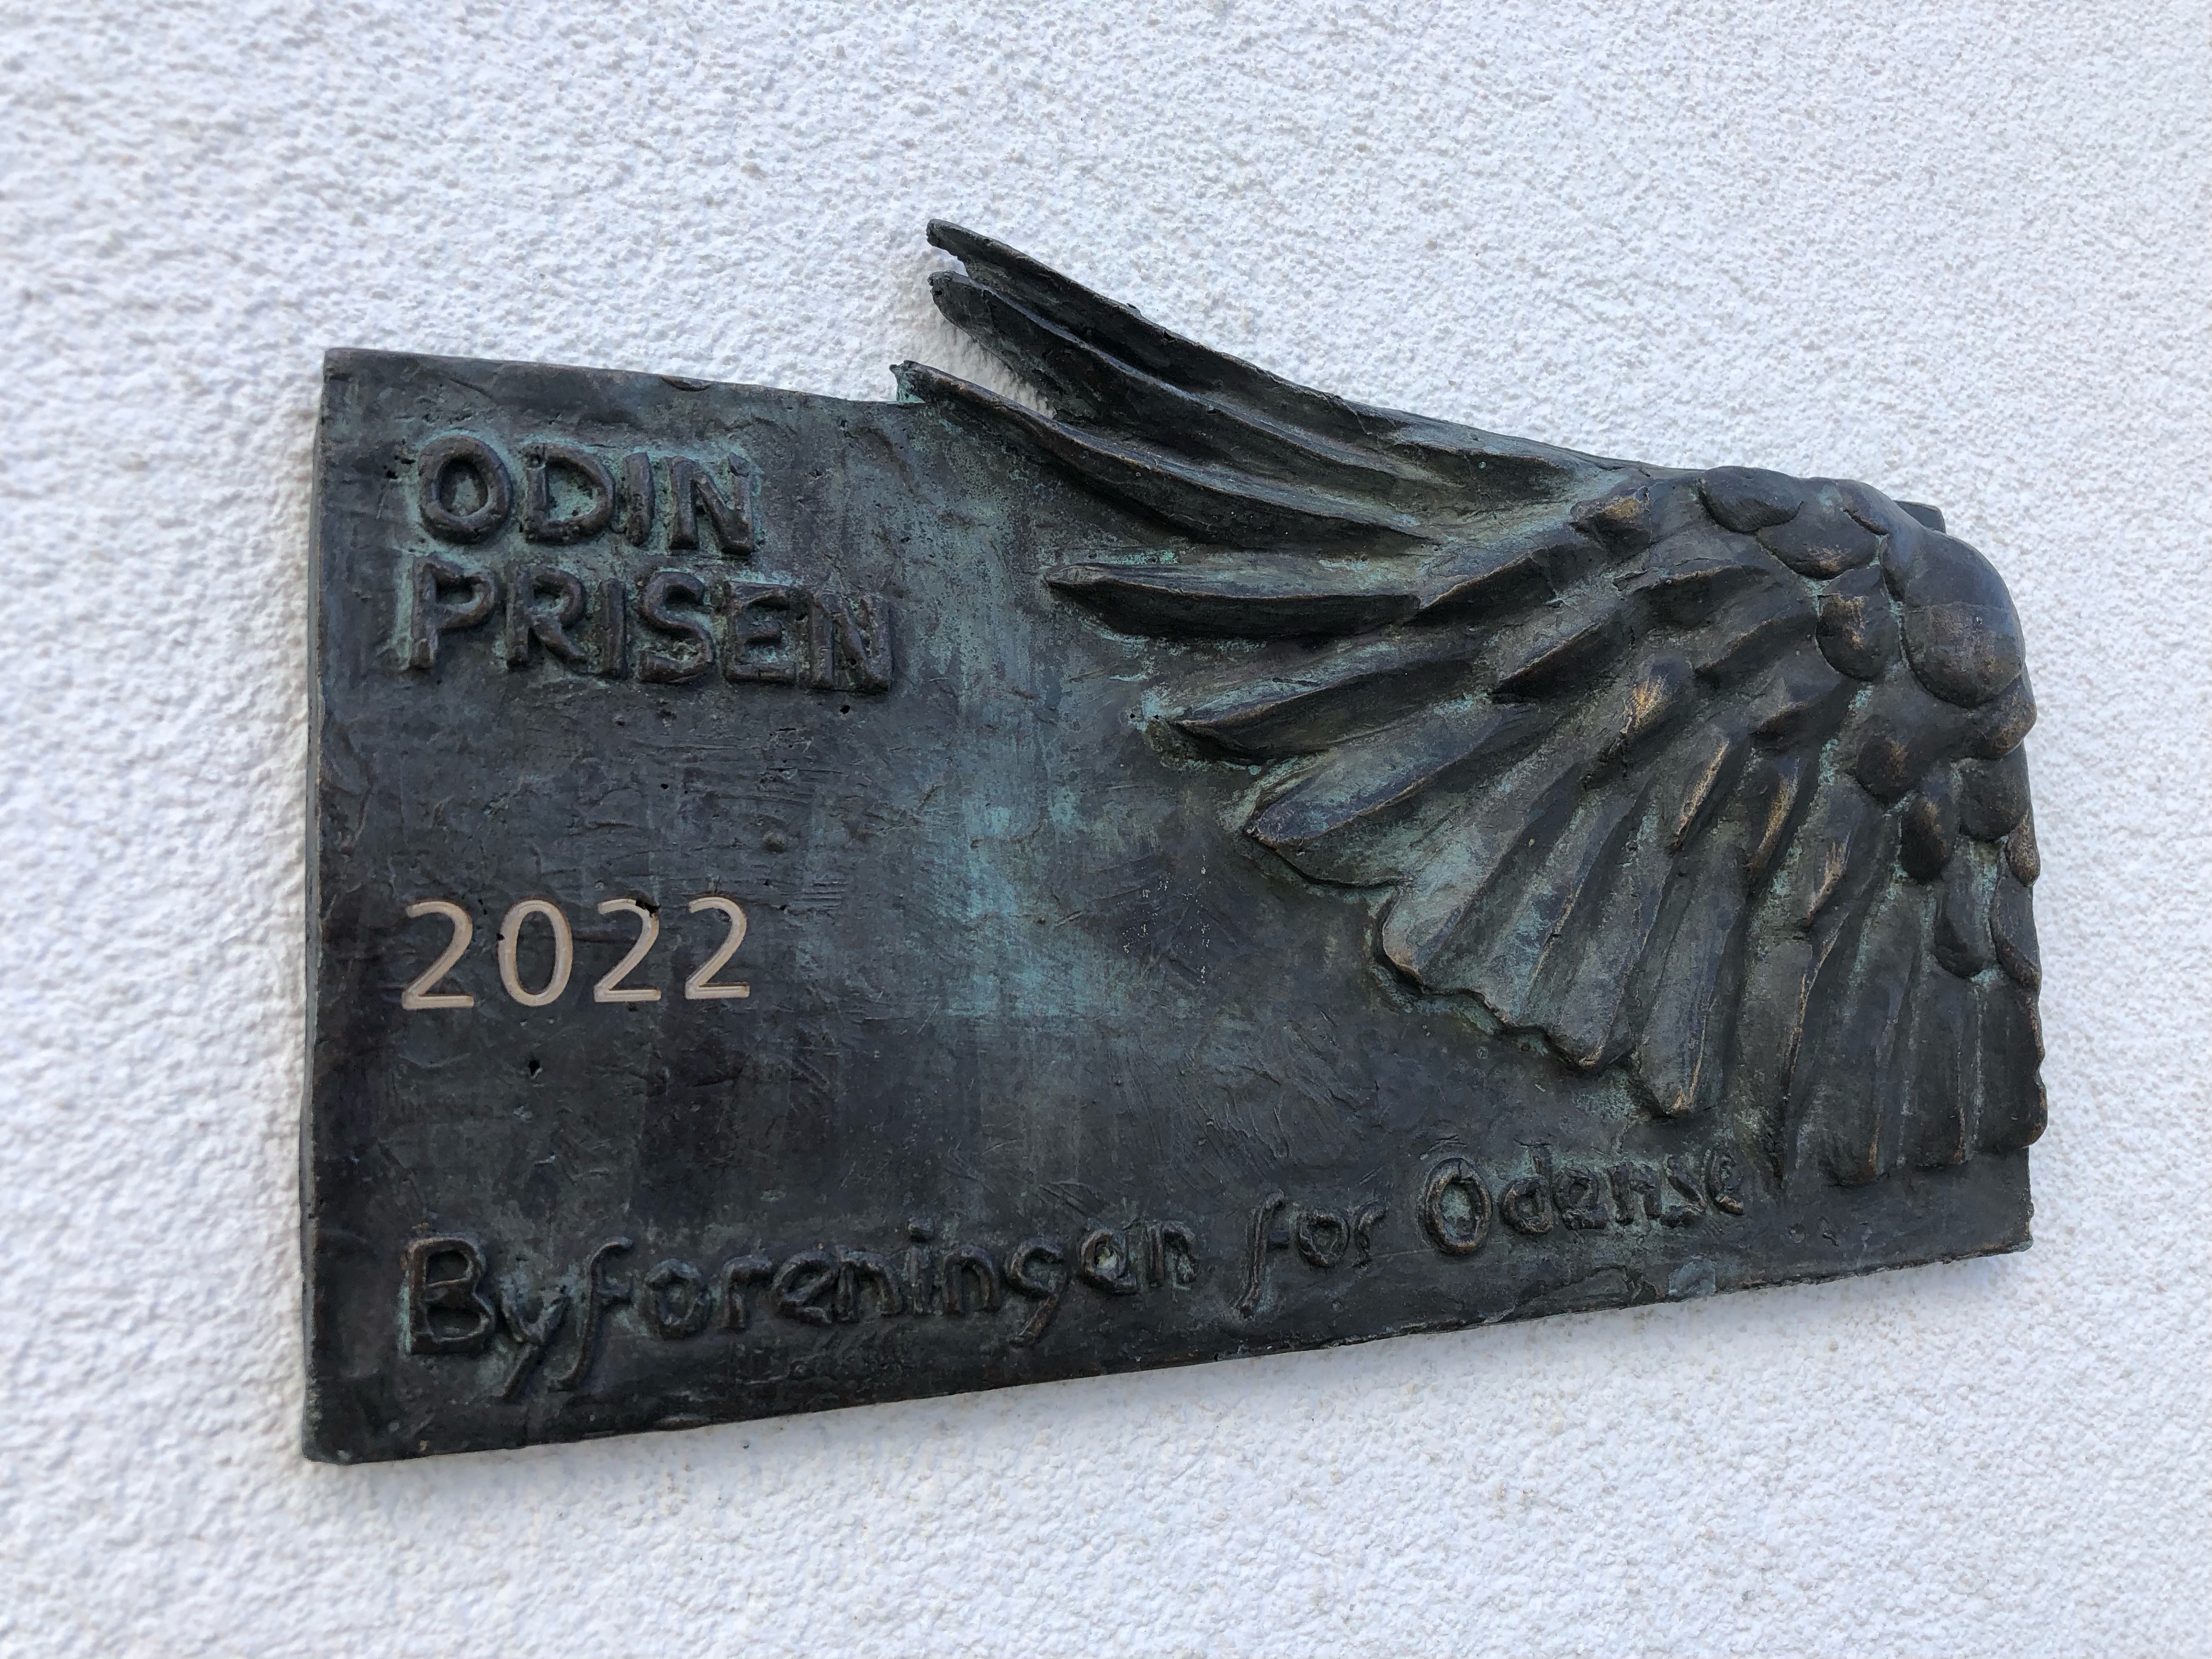 ODIN
PRISEN
2022
Byforeningen for Odense